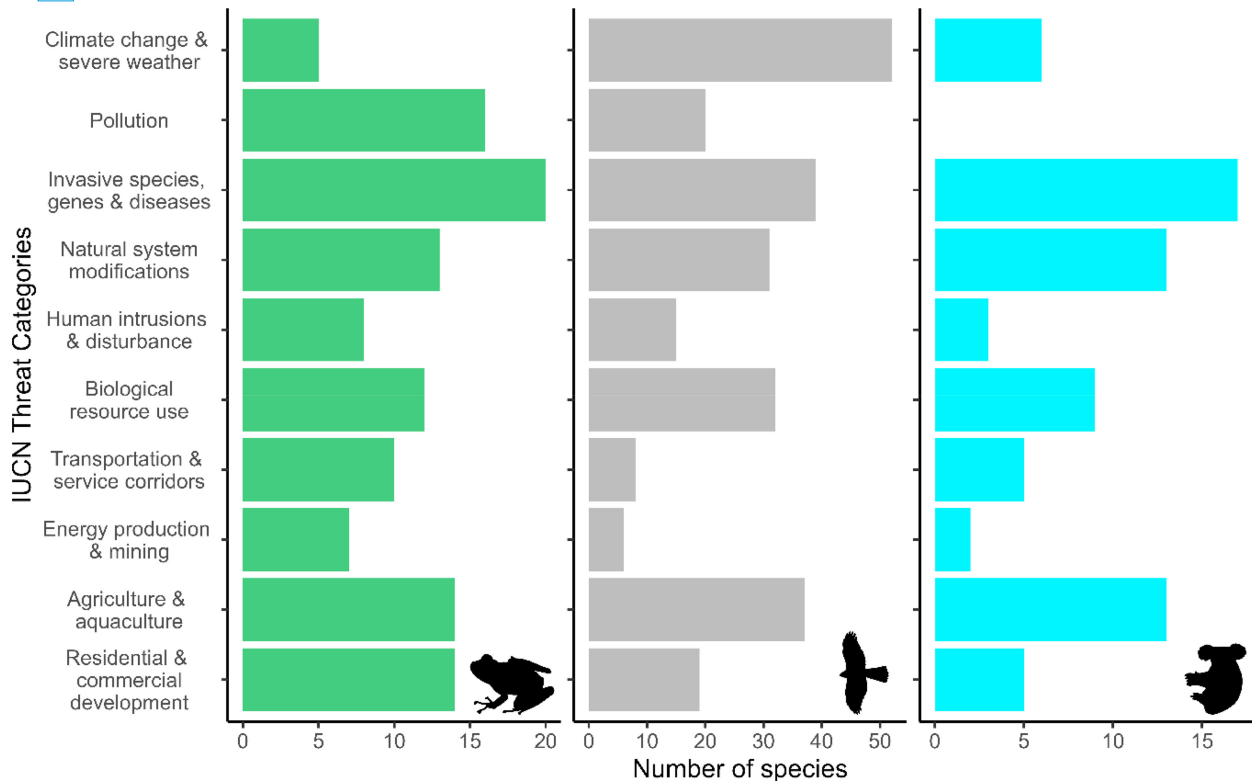 Climate change &
severe weather
Pollution
Invasive species,
genes & diseases
Natural system
modifications
Human intrusions
& disturbance
Biological
resource use
Transportation &
service corridors
Energy production
& mining
Agriculture &
aquaculture
Residential &
commercial
development
IUCN Threat Categories
0 5 10 15 20
0 10 20 30 40 50
0 5 10 15
Number of species